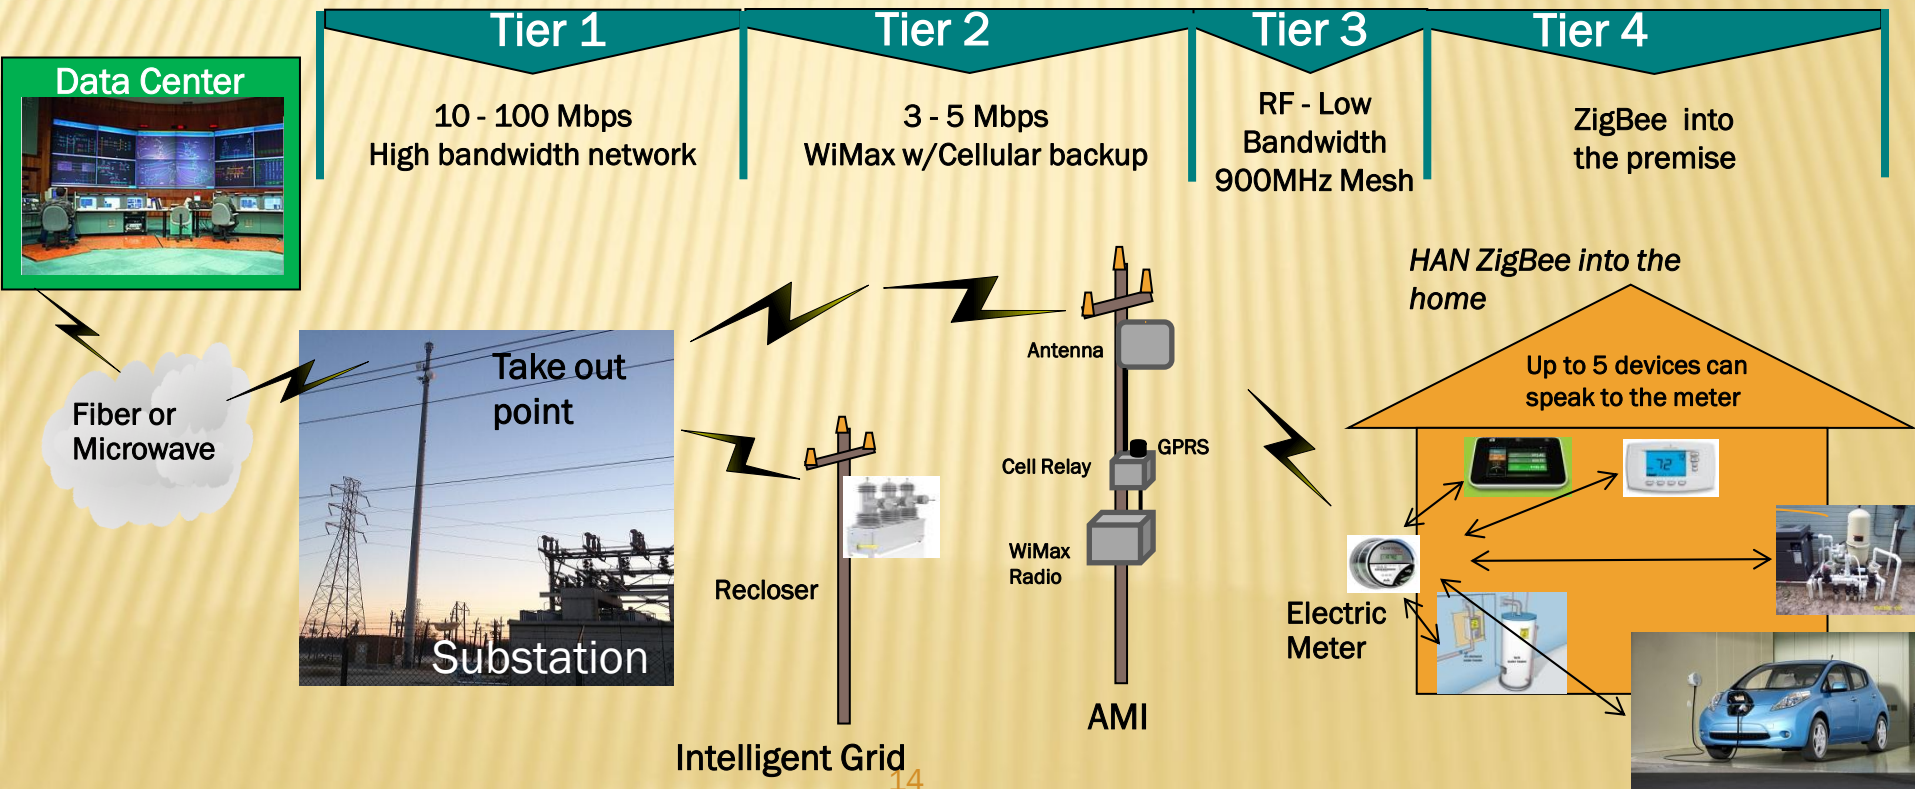 Tier 1
Tier 2
Tier 3
Tier 4
Data Center
10 - 100 Mbps
High bandwidth network
3 - 5 Mbps
WiMax w/Cellular backup
RF - Low
Bandwidth
900MHz Mesh
ZigBee into
the premise
HAN ZigBee into the
home
Fiber or
Microwave
Take out
point
Substation
Recloser
Intelligent Grid
Antenna
GPRS
Cell Relay
WiMax
Radio
AMI
Up to 5 devices can
speak to the meter
72
Electric
Meter
14